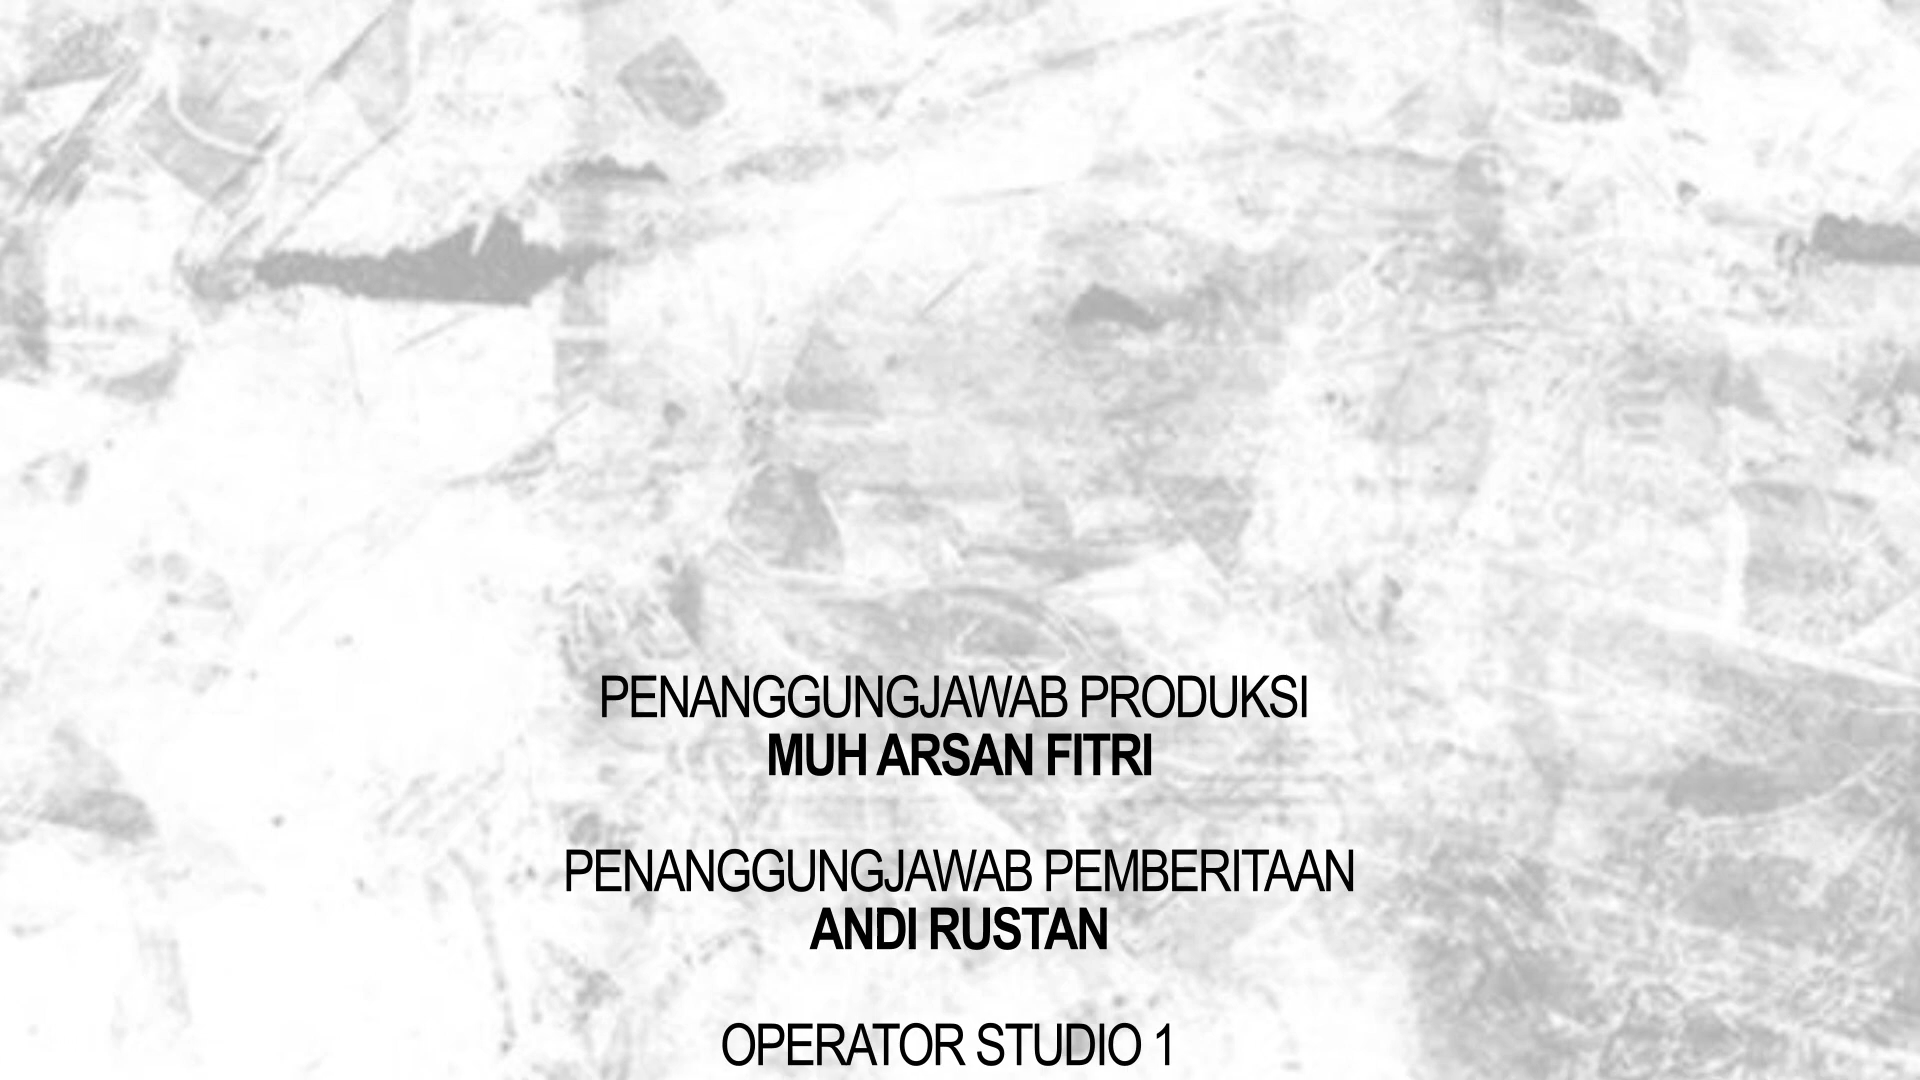 PENANGGUNGJAWAB PRODUKSI
MUH ARSAN FITRI
PENANGGUNGJAWAB PEMBERITAAN
ANDI RUSTAN
OPERATOR STUDIO 1